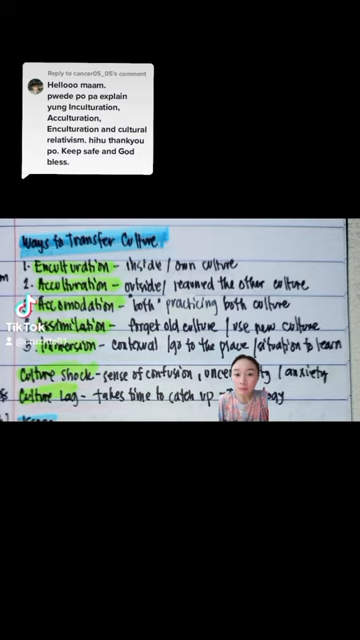 Reply to cancer05_05's comment
Hellooo maam.
pwede po pa explain
yung Inculturation,
Acculturation,
Enculturation and cultural
relativism. hihu thankyou
po. Keep safe and God
bless.
Ways to Transfer Culture
1. Enculturation - inside / own culture
2. Acculturation - outside / required the other culture
Accomodation - "both" practicing both culture
Assimilation - forget old culture / use new culture
5. Immersion - contexual / go to the place / situation to learn
Culture shock - sense of confusion, / anxiety
Culture Lag - takes time to catch up -
TikTok